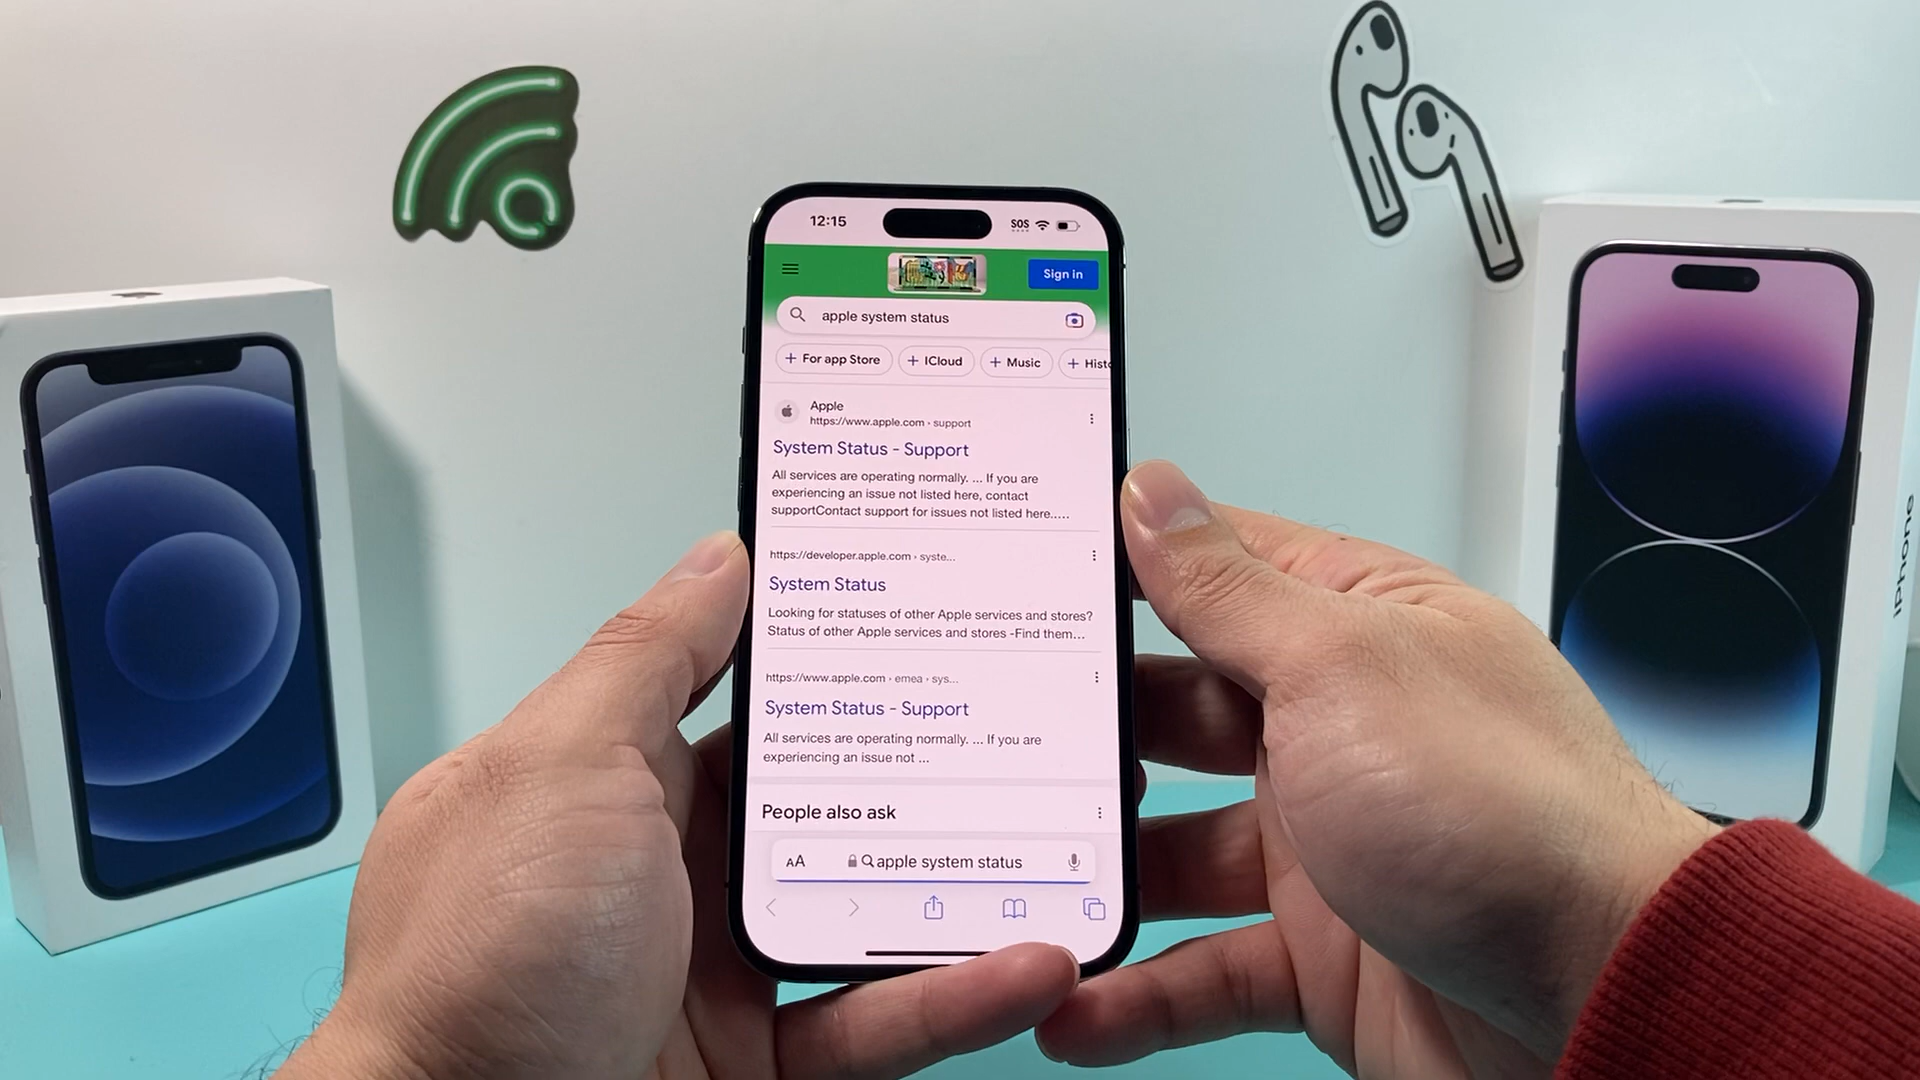 12:15
SOS
Sign in
apple system status
+ For app Store
+ ICloud
+ Music
+ Histo
Apple
https://www.apple.com › support
System Status - Support
All services are operating normally. ... If you are
experiencing an issue not listed here, contact
supportContact support for issues not listed here.....
https://developer.apple.com › syste...
System Status
Looking for statuses of other Apple services and stores?
Status of other Apple services and stores -Find them...
https://www.apple.com › emea › sys...
System Status - Support
All services are operating normally. ... If you are
experiencing an issue not ...
People also ask
AA
apple system status
iPhone